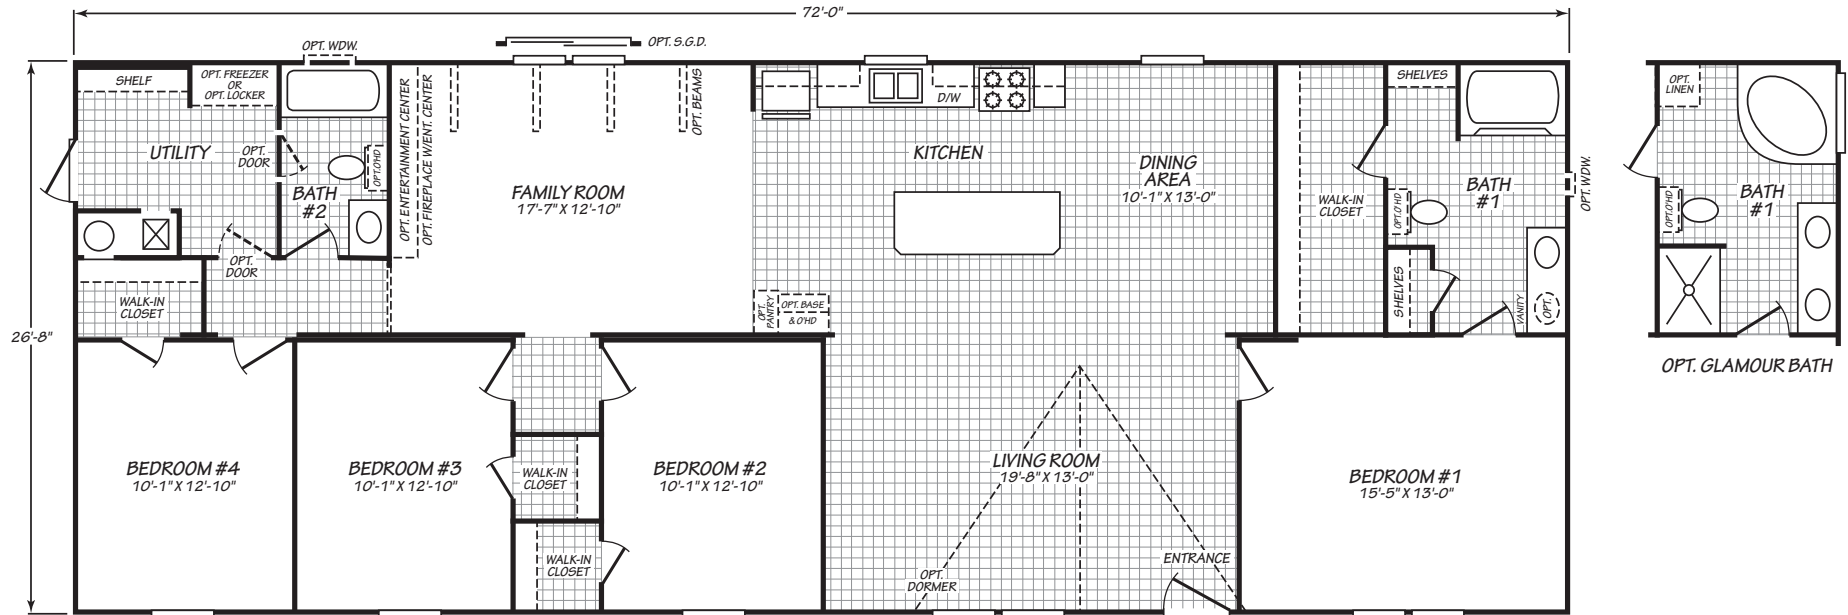 72'-0"
OPT. WDW.
OPT. S.G.D.
SHELF
OPT. FREEZER
OR
OPT. LOCKER
UTILITY
OPT.
DOOR
BATH
#2
OPT.O'HD
OPT.
DOOR
WALK-IN
CLOSET
26'-8"
OPT. ENTERTAINMENT CENTER
OPT. FIREPLACE W/ENT. CENTER
FAMILY ROOM
17'-7" X 12'-10"
OPT. BEAMS
D/W
KITCHEN
DINING
AREA
10'-1" X 13'-0"
OPT.
PANTRY
OPT. BASE
& O'HD
WALK-IN
CLOSET
SHELVES
BATH
#1
OPT.O'HD
OPT. WDW.
SHELVES
VANITY
OPT.
OPT.
LINEN
OPT.O'HD
BATH
#1
OPT. GLAMOUR BATH
BEDROOM #4
10'-1" X 12'-10"
BEDROOM #3
10'-1" X 12'-10"
WALK-IN
CLOSET
WALK-IN
CLOSET
BEDROOM #2
10'-1" X 12'-10"
LIVING ROOM
19'-8" X 13'-0"
OPT.
DORMER
ENTRANCE
BEDROOM #1
15'-5" X 13'-0"